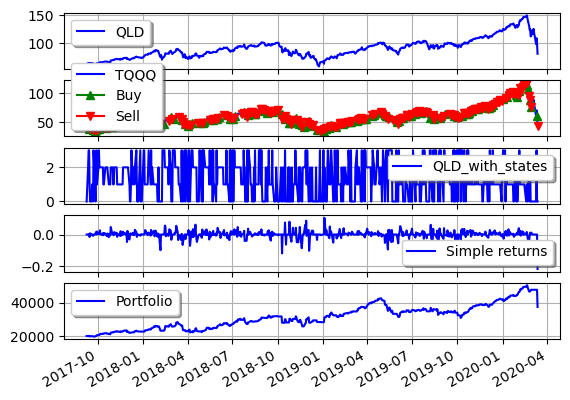 150
QLD
100
TQQQ
100
Buy
50
Sell
2
QLD_with_states
0
0.0
Simple returns
−0.2
40000
Portfolio
20000
2017-10 2018-01 2018-04 2018-07 2018-10 2019-01 2019-04 2019-07 2019-10 2020-01 2020-04